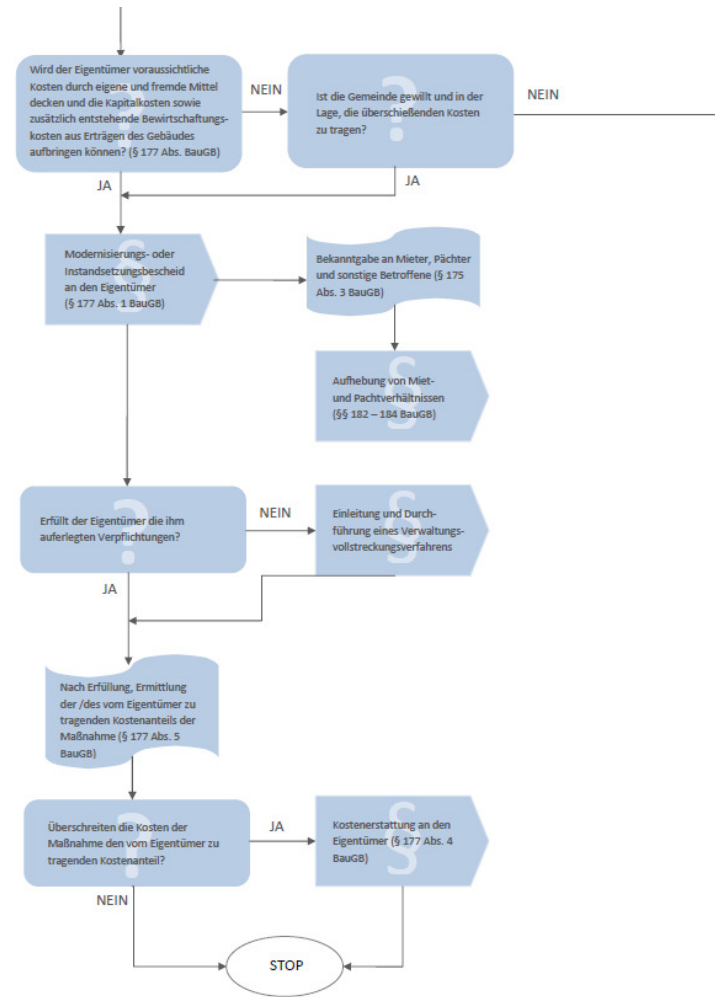 Wird der Eigentümer voraussichtliche
Kosten durch eigene und fremde Mittel
decken und die Kapitalkosten sowie
zusätzlich entstehende Bewirtschaftungs-
kosten aus Erträgen des Gebäudes
aufbringen können? (§ 177 Abs. BauGB)
NEIN
Ist die Gemeinde gewillt und in der
Lage, die überschießenden Kosten
zu tragen?
NEIN
JA
JA
Modernisierungs- oder
Instandsetzungsbescheid
an den Eigentümer
(§ 177 Abs. 1 BauGB)
Bekanntgabe an Mieter, Pächter
und sonstige Betroffene (§ 175
Abs. 3 BauGB)
Aufhebung von Miet-
und Pachtverhältnissen
(§§ 182 – 184 BauGB)
Erfüllt der Eigentümer die ihm
auferlegten Verpflichtungen?
NEIN
Einleitung und Durch-
führung eines Verwaltungs-
vollstreckungsverfahrens
JA
Nach Erfüllung, Ermittlung
der /des vom Eigentümer zu
tragenden Kostenanteils der
Maßnahme (§ 177 Abs. 5
BauGB)
Überschreiten die Kosten der
Maßnahme den vom Eigentümer zu
tragenden Kostenanteil?
JA
Kostenerstattung an den
Eigentümer (§ 177 Abs. 4
BauGB)
NEIN
STOP